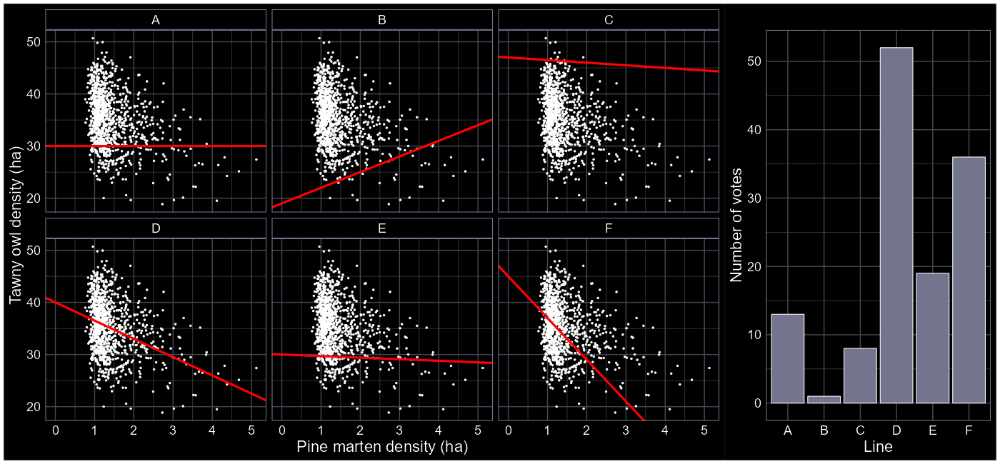 A B C
50
40
30
20
D E F
50
40
30
20
0 1 2 3 4 5 0 1 2 3 4 5 0 1 2 3 4 5
Pine marten density (ha)
Tawny owl density (ha)
50
40
30
20
10
0
A B C D E F
Line
Number of votes